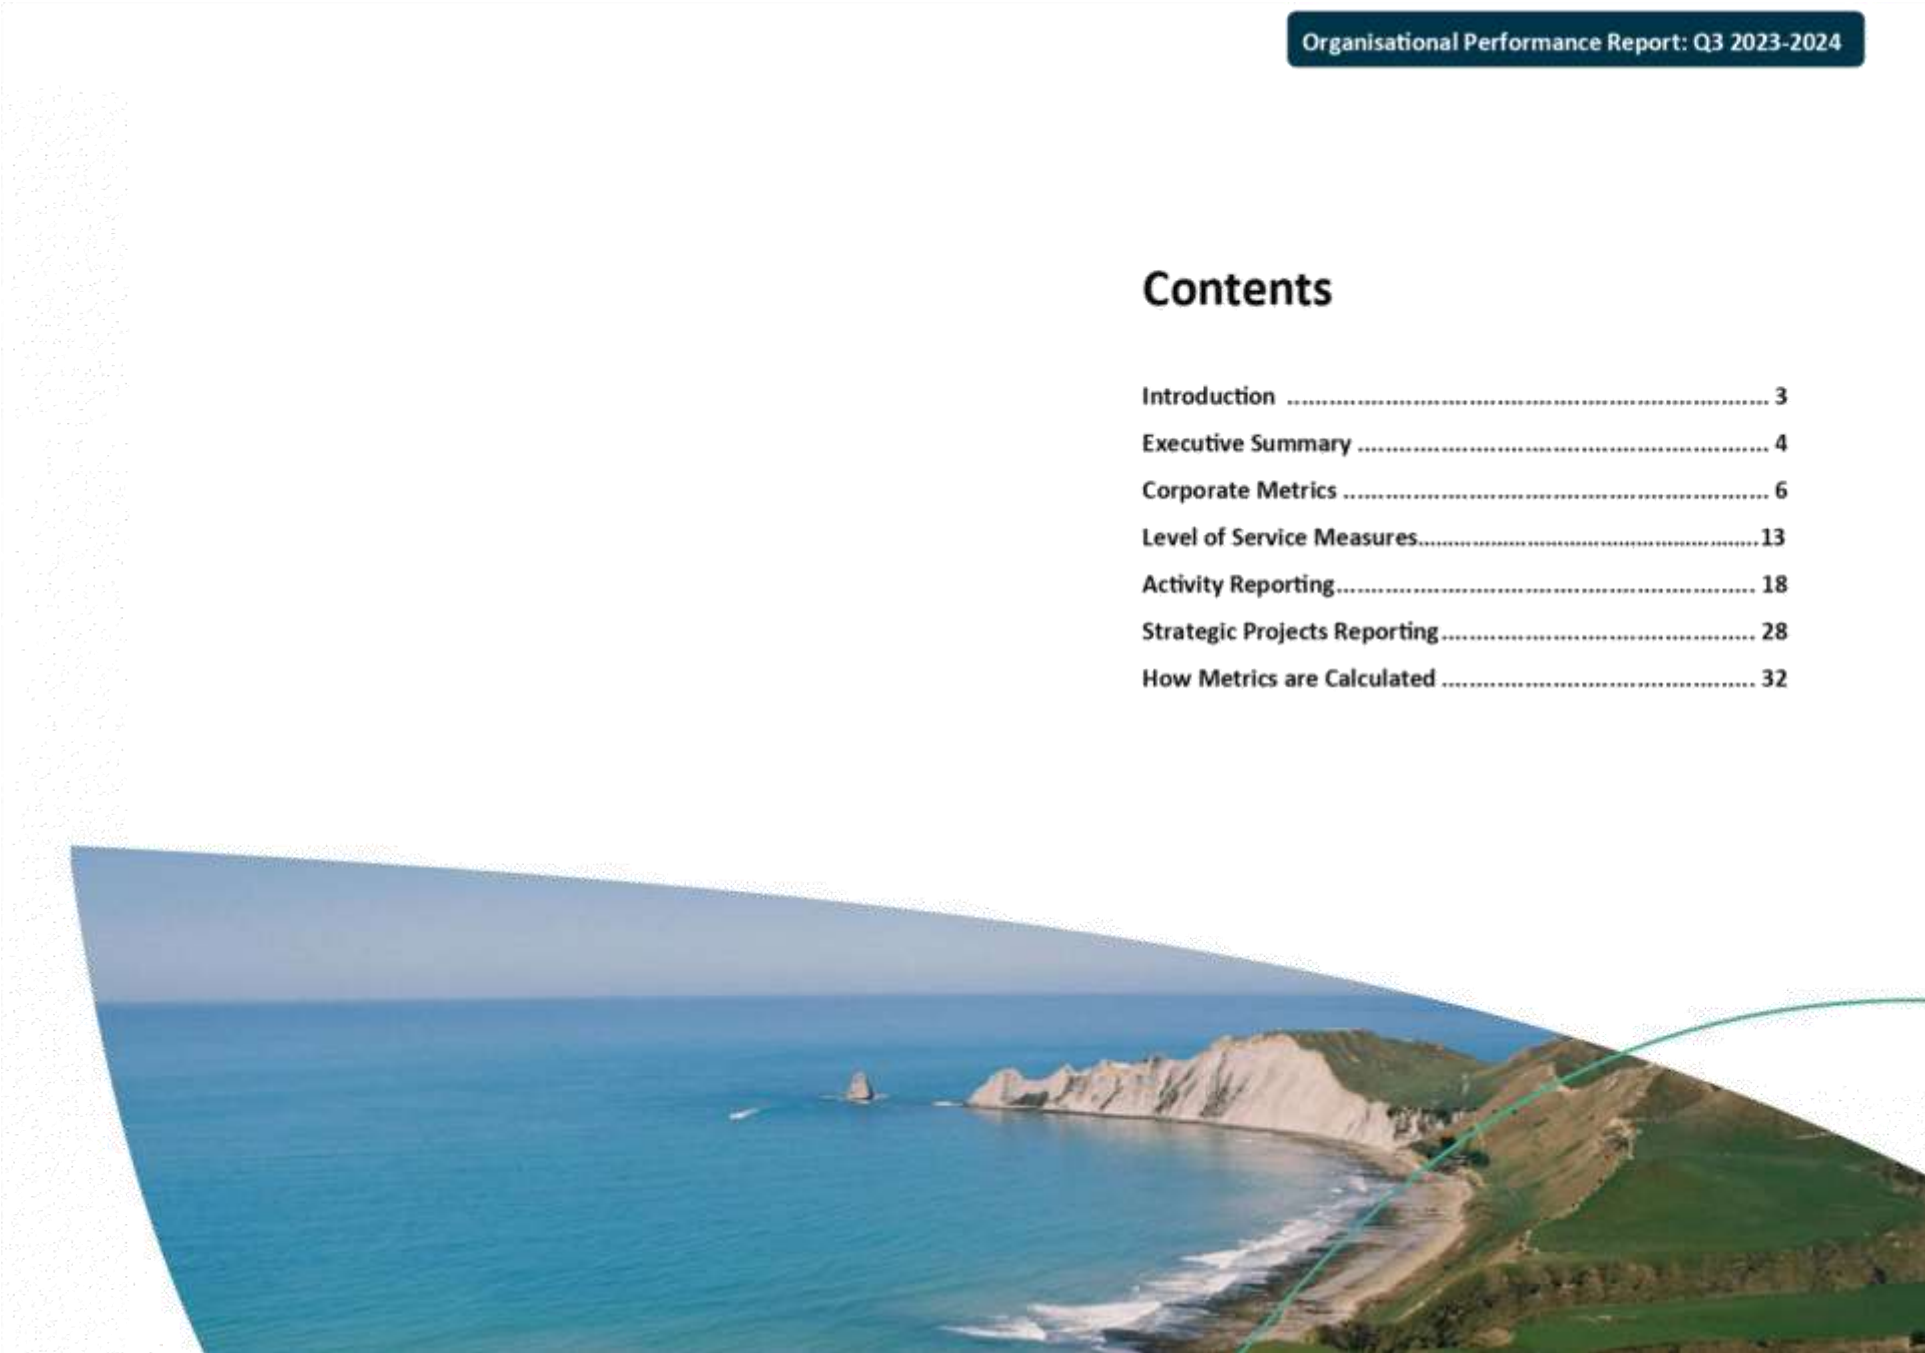 Organisational Performance Report: Q3 2023-2024
Contents
Introduction ........................................................................ 3
Executive Summary ............................................................. 4
Corporate Metrics ............................................................... 6
Level of Service Measures..........................................................13
Activity Reporting.............................................................. 18
Strategic Projects Reporting............................................... 28
How Metrics are Calculated ............................................... 32